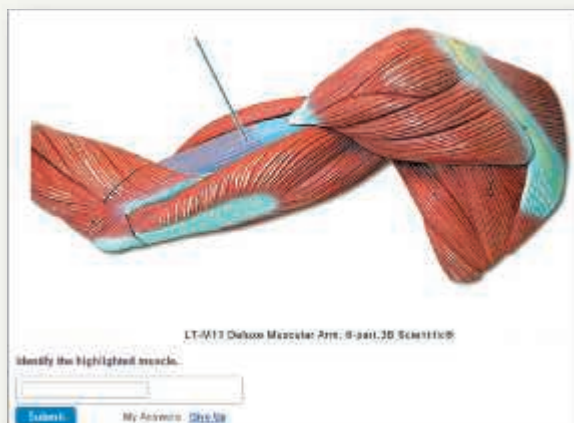 LT-M11 Deluxe Muscular Arm, 6-part, 3B Scientific®
Identify the highlighted muscle.
Submit My Answers Give Up